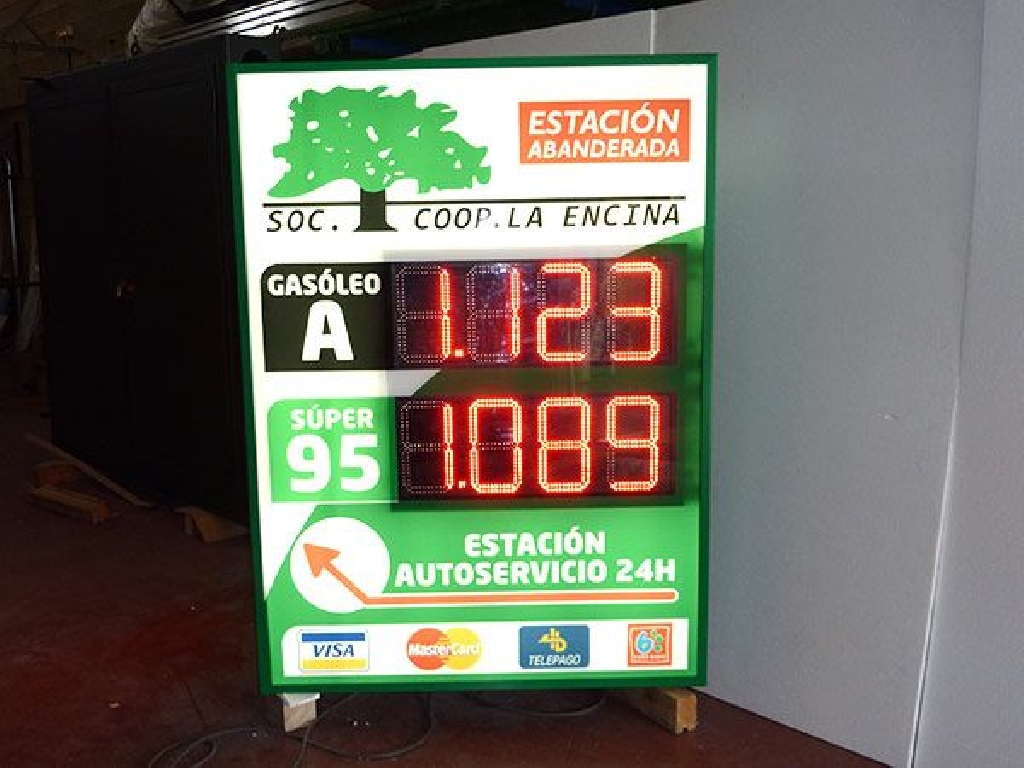 ESTACIÓN
ABANDERADA
SOC. COOP. LA ENCINA
GASÓLEO
A
1.123
SÚPER
95
1.089
ESTACIÓN
AUTOSERVICIO 24H
VISA
MasterCard
TELEPAGO